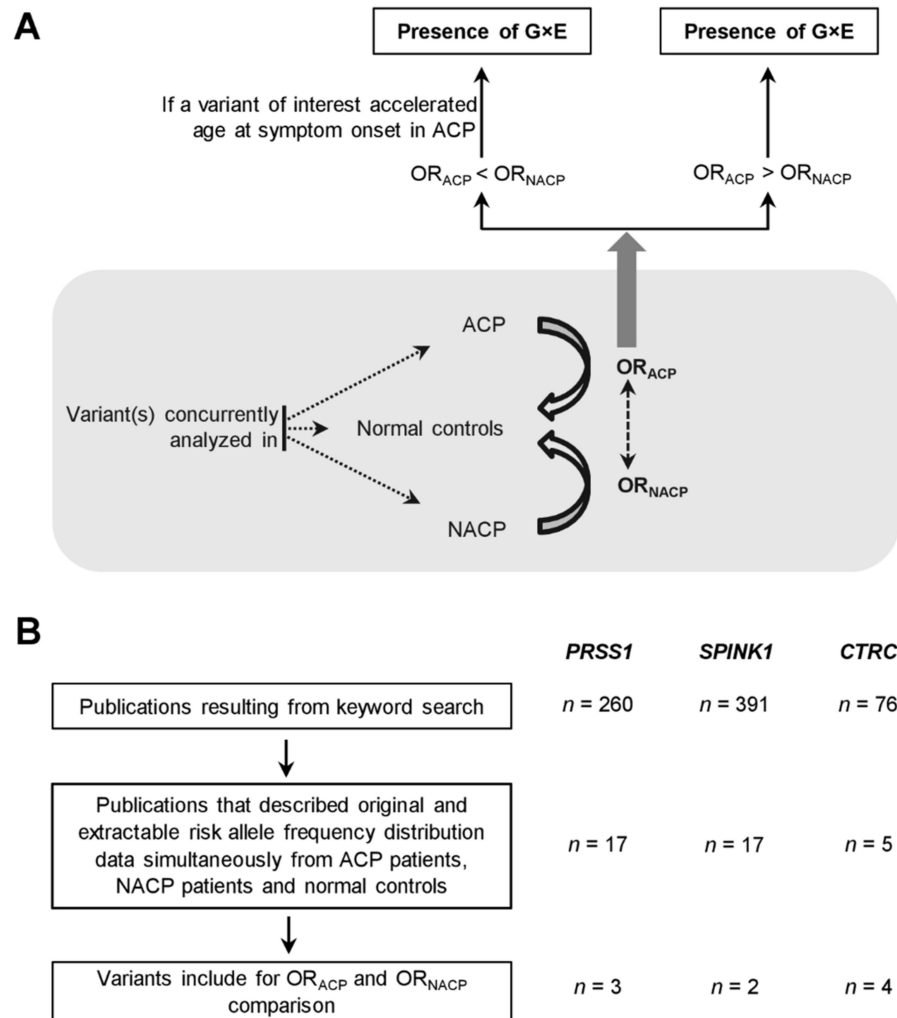 A
Presence of G×E
Presence of G×E
If a variant of interest accelerated
age at symptom onset in ACP
OR_ACP < OR_NACP
OR_ACP > OR_NACP
ACP
OR_ACP
Variant(s) concurrently
analyzed in
Normal controls
OR_NACP
NACP
B
PRSS1 SPINK1 CTRC
Publications resulting from keyword search
n = 260 n = 391 n = 76
Publications that described original and
extractable risk allele frequency distribution
data simultaneously from ACP patients,
NACP patients and normal controls
n = 17 n = 17 n = 5
Variants include for OR_ACP and OR_NACP
comparison
n = 3 n = 2 n = 4